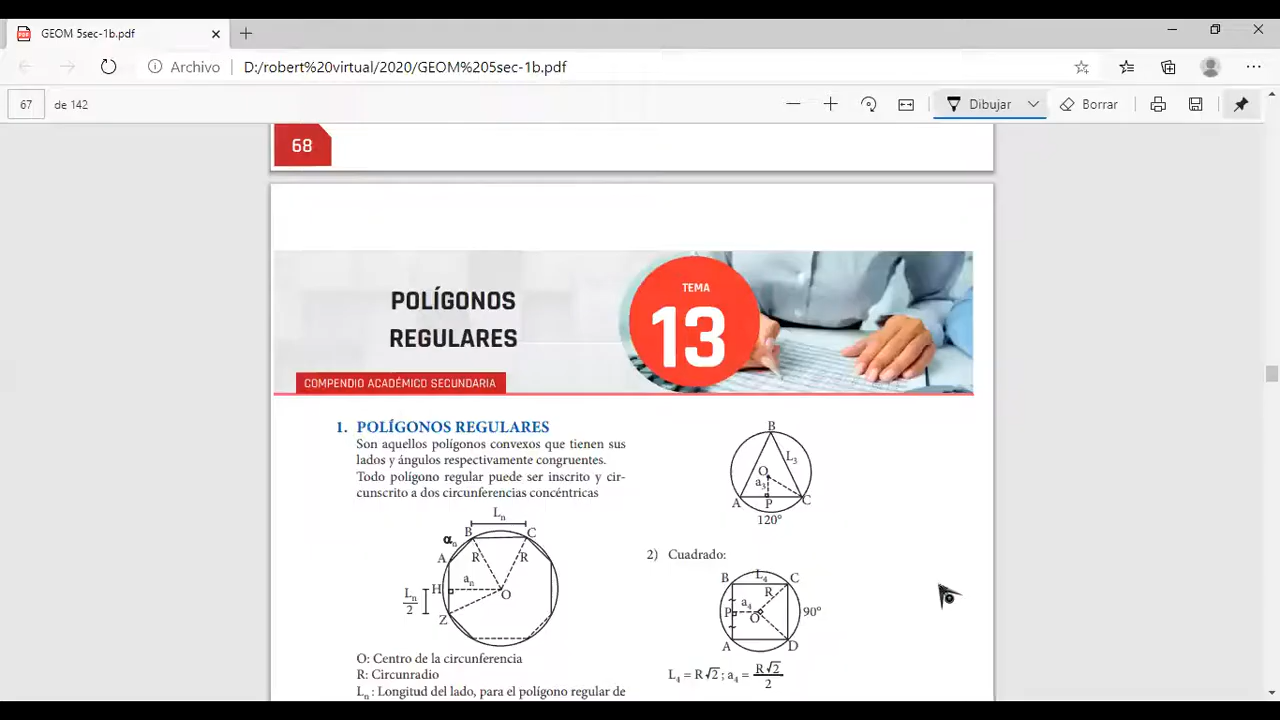 GEOM 5sec-1b.pdf
Archivo
D:/robert%20virtual/2020/GEOM%205sec-1b.pdf
67 de 142
Dibujar
Borrar
68
POLÍGONOS
REGULARES
TEMA
13
COMPENDIO ACADÉMICO SECUNDARIA
1. POLÍGONOS REGULARES
Son aquellos polígonos convexos que tienen sus
lados y ángulos respectivamente congruentes.
Todo polígono regular puede ser inscrito y cir-
cunscrito a dos circunferencias concéntricas
Lₙ
αₙ B C
A R R
H aₙ
Lₙ/2 O
Z
O: Centro de la circunferencia
R: Circunradio
Lₙ : Longitud del lado, para el polígono regular de
B
L₃
O
a₃
A P C
120°
2) Cuadrado:
B L₄ C
R
P a₄ 90°
O
A D
L₄ = R√2 ; a₄ = R√2/2